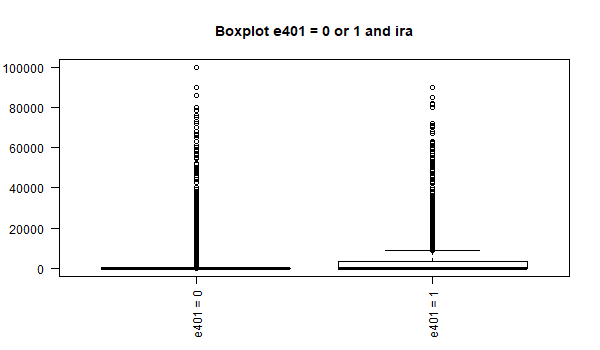 Boxplot e401 = 0 or 1 and ira
100000
80000
60000
40000
20000
0
e401 = 0
e401 = 1